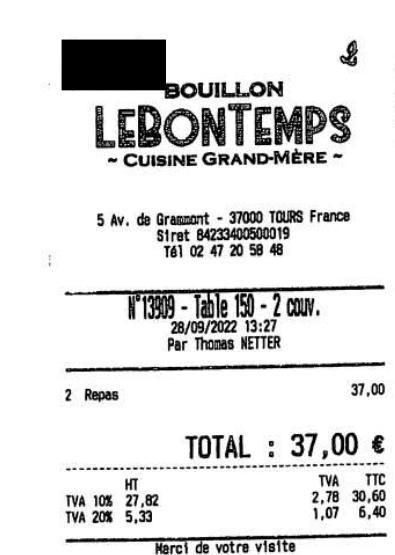 BOUILLON
LEBONTEMPS
~ CUISINE GRAND-MÈRE ~
5 Av. de Grammont - 37000 TOURS France
Siret 84233400500019
Tél 02 47 20 58 48
N°13909 - Table 150 - 2 couv.
28/09/2022 13:27
Par Thomas NETTER
2 Repas 37,00
TOTAL : 37,00 €
HT TVA TTC
TVA 10% 27,82 2,78 30,60
TVA 20% 5,33 1,07 6,40
Merci de votre visite